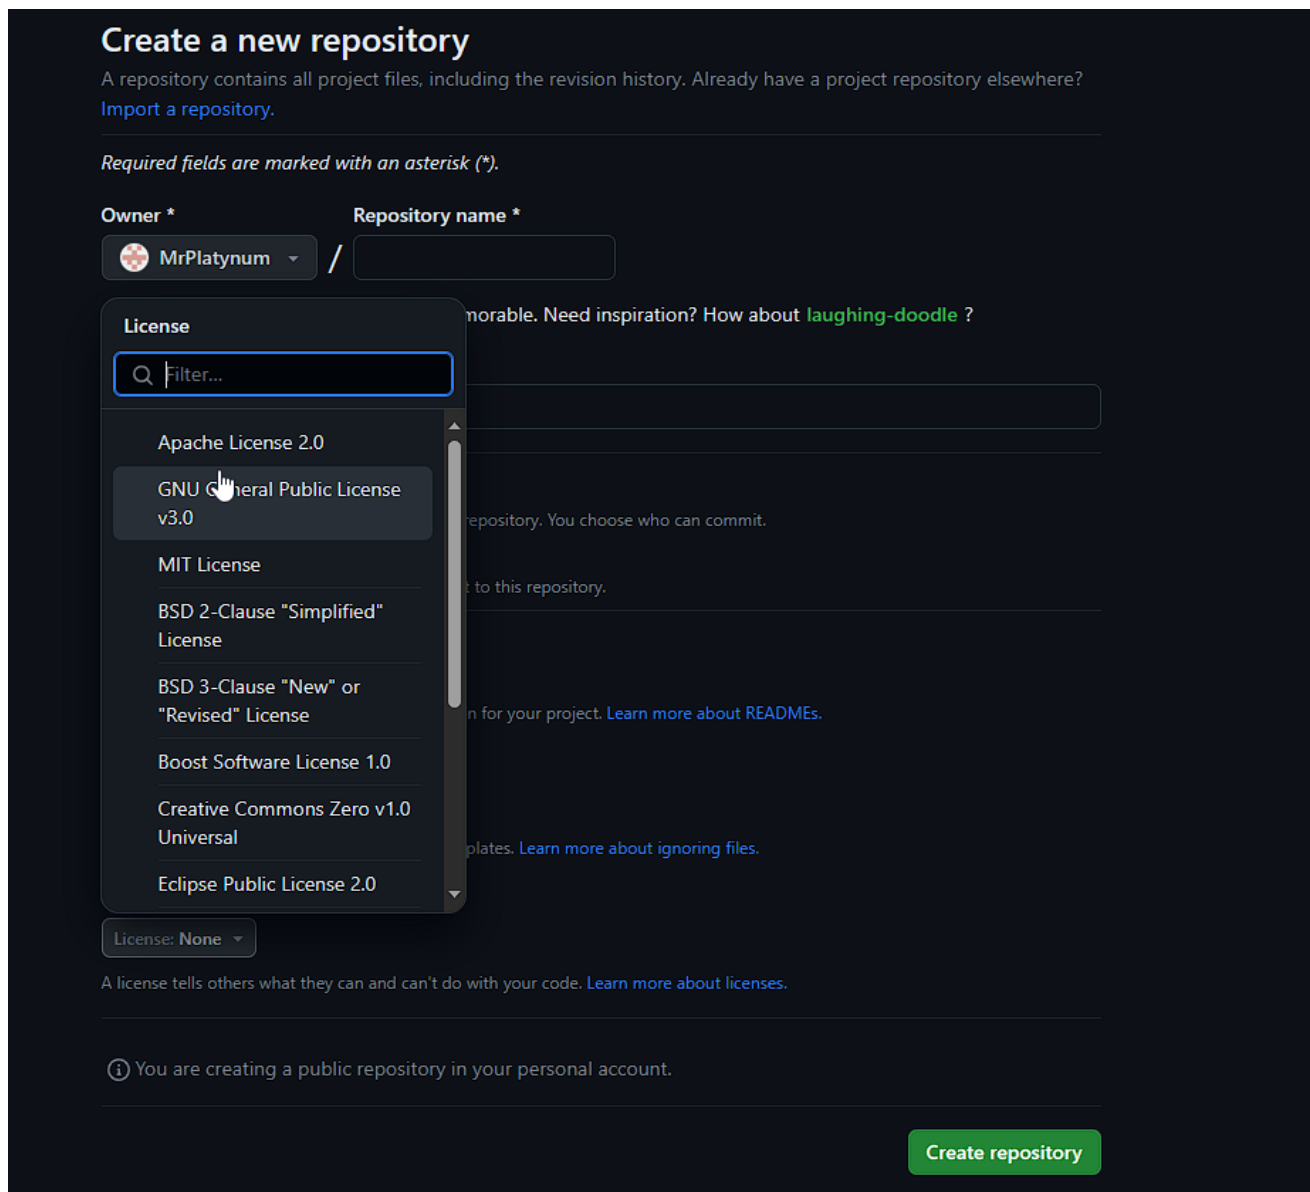 Create a new repository
A repository contains all project files, including the revision history. Already have a project repository elsewhere?
Import a repository.
Required fields are marked with an asterisk (*).
Owner * Repository name *
MrPlatynum /
morable. Need inspiration? How about laughing-doodle ?
License
Filter...
Apache License 2.0
GNU General Public License
v3.0
epository. You choose who can commit.
MIT License
t to this repository.
BSD 2-Clause "Simplified"
License
BSD 3-Clause "New" or
"Revised" License
n for your project. Learn more about READMEs.
Boost Software License 1.0
Creative Commons Zero v1.0
Universal
plates. Learn more about ignoring files.
Eclipse Public License 2.0
License: None
A license tells others what they can and can't do with your code. Learn more about licenses.
You are creating a public repository in your personal account.
Create repository